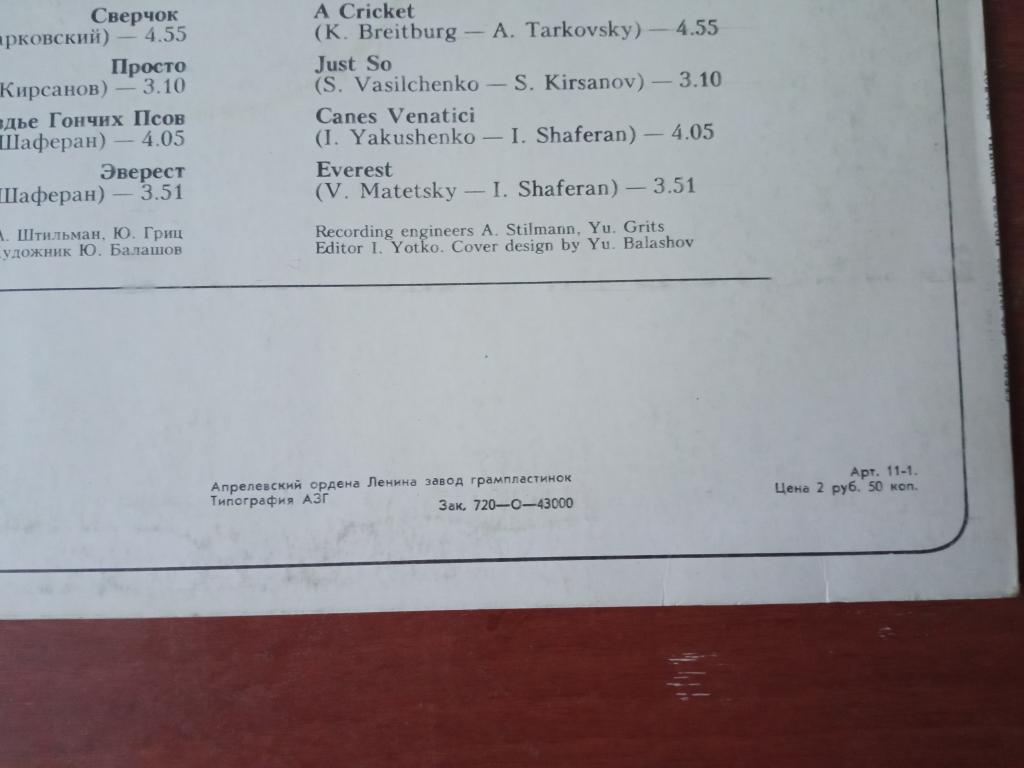 Сверчок
арковский) — 4.55
Просто
Кирсанов) — 3.10
здье Гончих Псов
Шаферан) — 4.05
Эверест
Шаферан) — 3.51
А. Штильман, Ю. Гриц
удожник Ю. Балашов
A Cricket
(K. Breitburg — A. Tarkovsky) — 4.55
Just So
(S. Vasilchenko — S. Kirsanov) — 3.10
Canes Venatici
(I. Yakushenko — I. Shaferan) — 4.05
Everest
(V. Matetsky — I. Shaferan) — 3.51
Recording engineers A. Stilmann, Yu. Grits
Editor I. Yotko. Cover design by Yu. Balashov
Апрелевский ордена Ленина завод грампластинок
Типография АЗГ
Зак. 720—О—43000
Арт. 11-1.
Цена 2 руб. 50 коп.